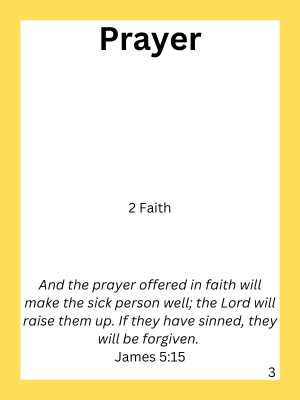 Prayer
2 Faith
And the prayer offered in faith will
make the sick person well; the Lord will
raise them up. If they have sinned, they
will be forgiven.
James 5:15
3